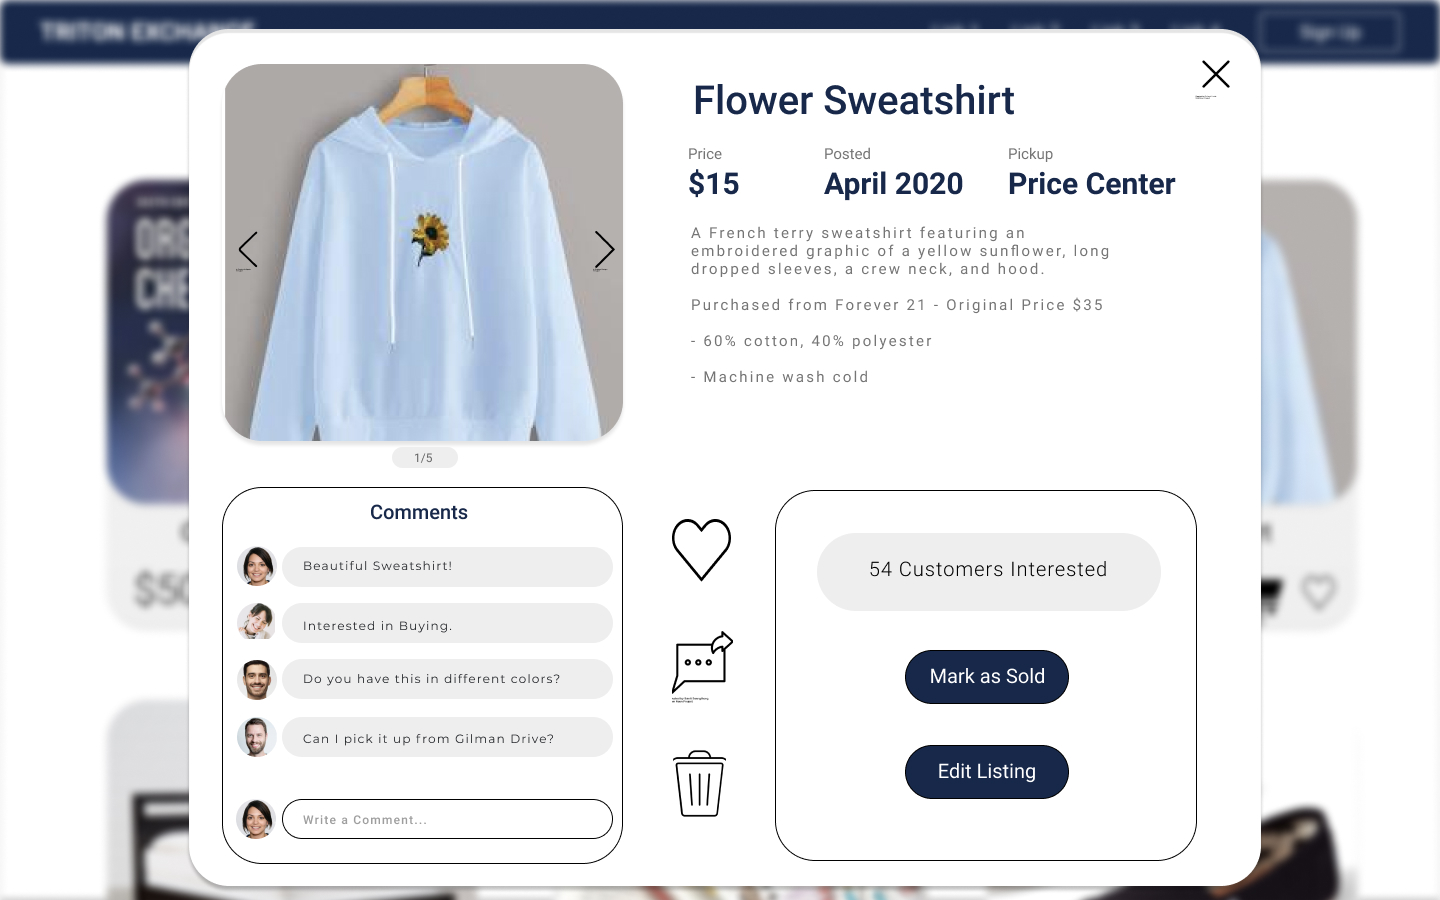 TRITON EXCHANGE
Sign Up
Flower Sweatshirt
Price
Posted
Pickup
$15
April 2020
Price Center
A French terry sweatshirt featuring an
embroidered graphic of a yellow sunflower, long
dropped sleeves, a crew neck, and hood.
Purchased from Forever 21 - Original Price $35
- 60% cotton, 40% polyester
- Machine wash cold
1/5
Comments
Beautiful Sweatshirt!
Interested in Buying.
Do you have this in different colors?
Can I pick it up from Gilman Drive?
Write a Comment...
54 Customers Interested
Mark as Sold
Edit Listing